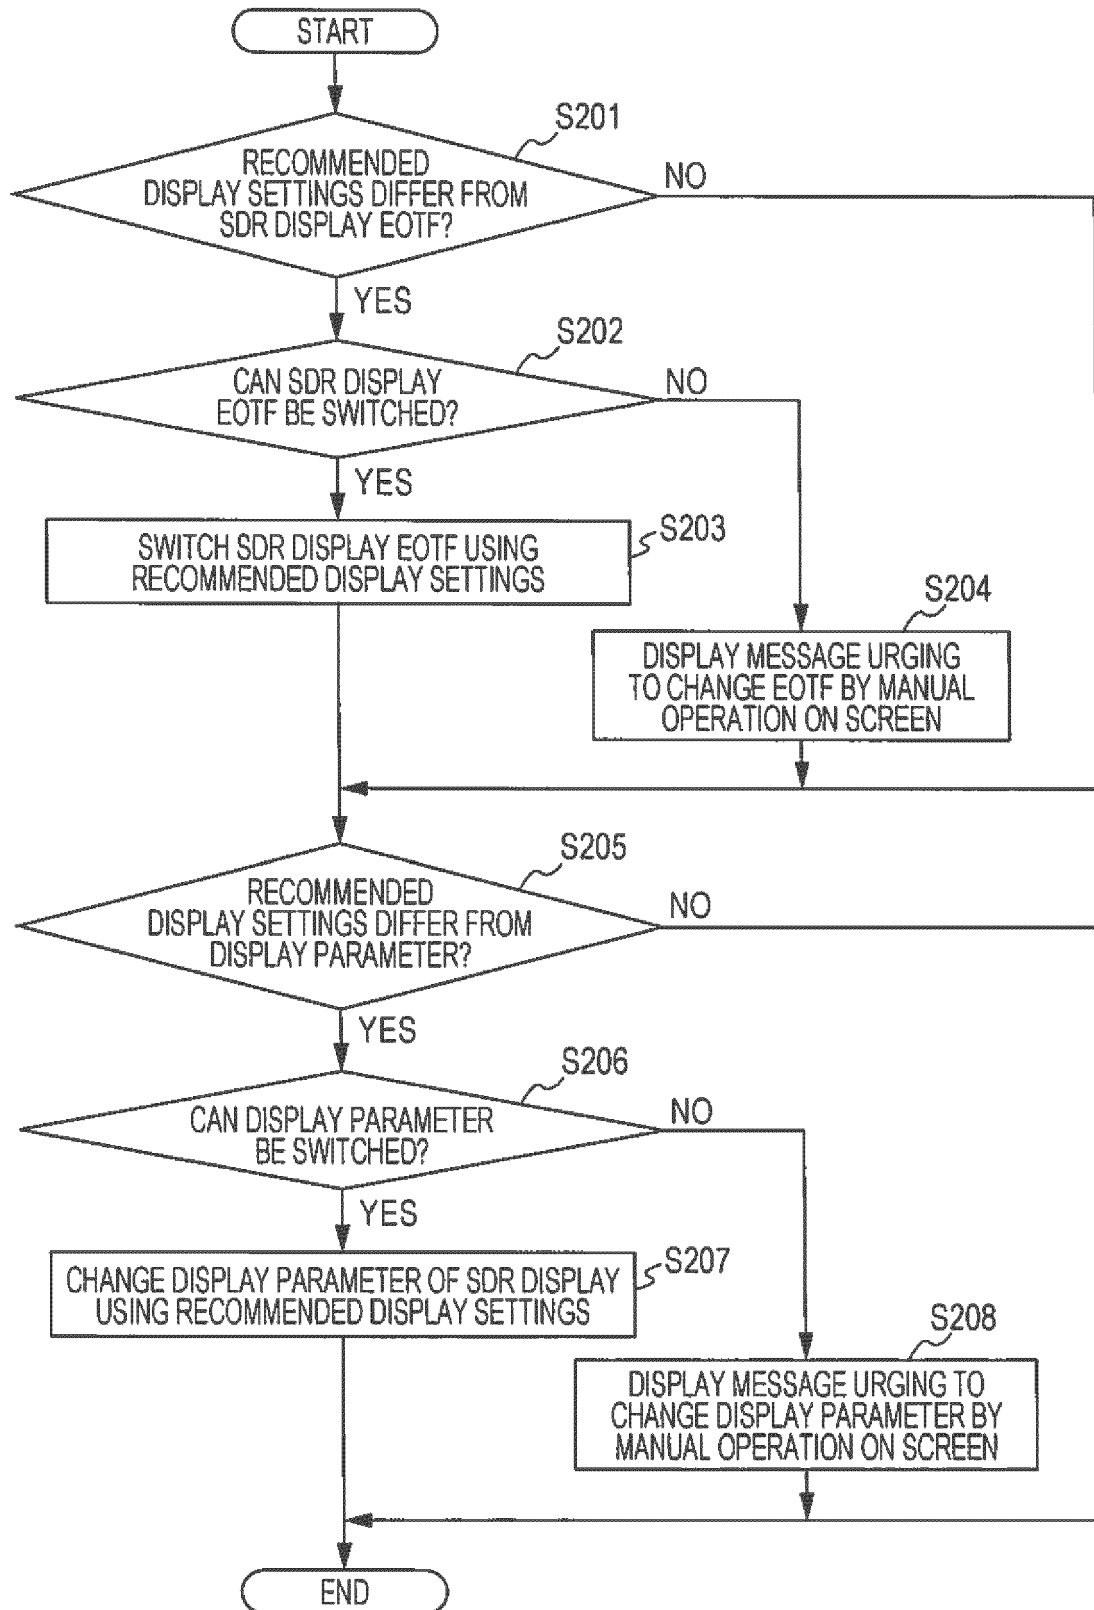 START
S201
RECOMMENDED
DISPLAY SETTINGS DIFFER FROM
SDR DISPLAY EOTF?
NO
YES
S202
CAN SDR DISPLAY
EOTF BE SWITCHED?
NO
YES
S203
SWITCH SDR DISPLAY EOTF USING
RECOMMENDED DISPLAY SETTINGS
S204
DISPLAY MESSAGE URGING
TO CHANGE EOTF BY MANUAL
OPERATION ON SCREEN
S205
RECOMMENDED
DISPLAY SETTINGS DIFFER FROM
DISPLAY PARAMETER?
NO
YES
S206
CAN DISPLAY PARAMETER
BE SWITCHED?
NO
YES
S207
CHANGE DISPLAY PARAMETER OF SDR DISPLAY
USING RECOMMENDED DISPLAY SETTINGS
S208
DISPLAY MESSAGE URGING TO
CHANGE DISPLAY PARAMETER BY
MANUAL OPERATION ON SCREEN
END